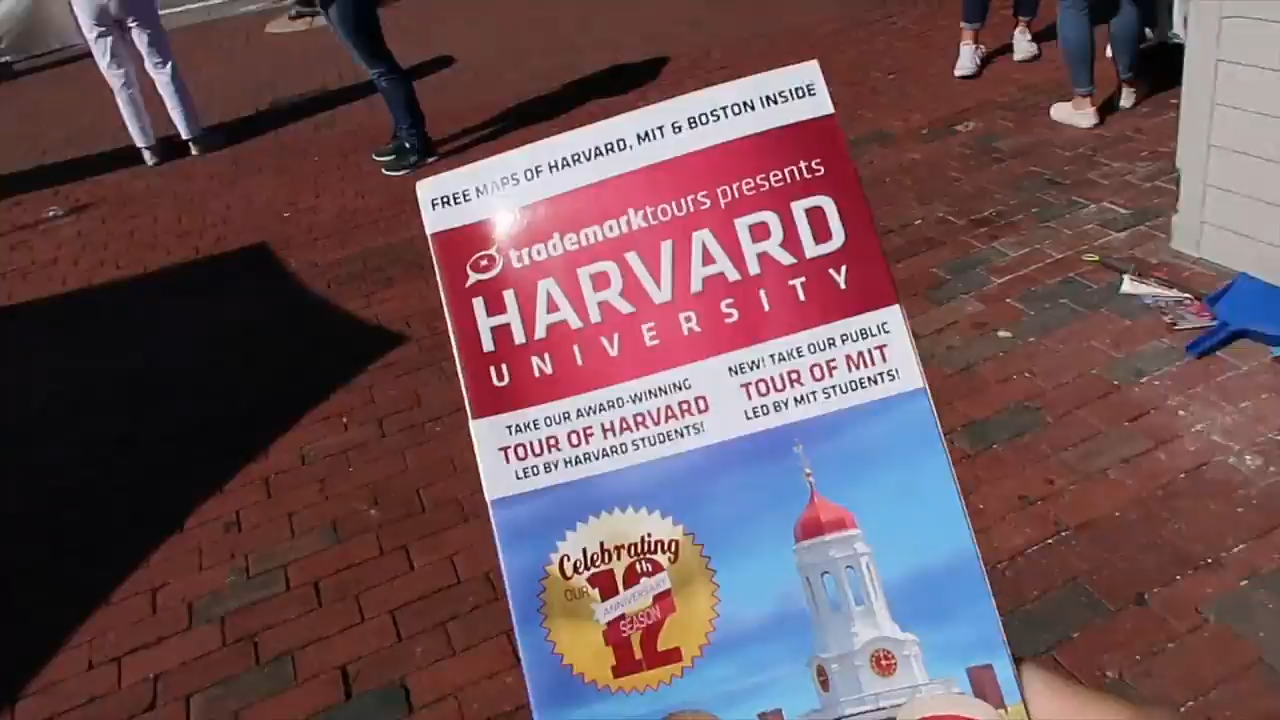 FREE MAPS OF HARVARD, MIT & BOSTON INSIDE
trademarktours presents
HARVARD
UNIVERSITY
TAKE OUR AWARD-WINNING
TOUR OF HARVARD
LED BY HARVARD STUDENTS!
NEW! TAKE OUR PUBLIC
TOUR OF MIT
LED BY MIT STUDENTS!
Celebrating
OUR 12th
ANNIVERSARY
SEASON